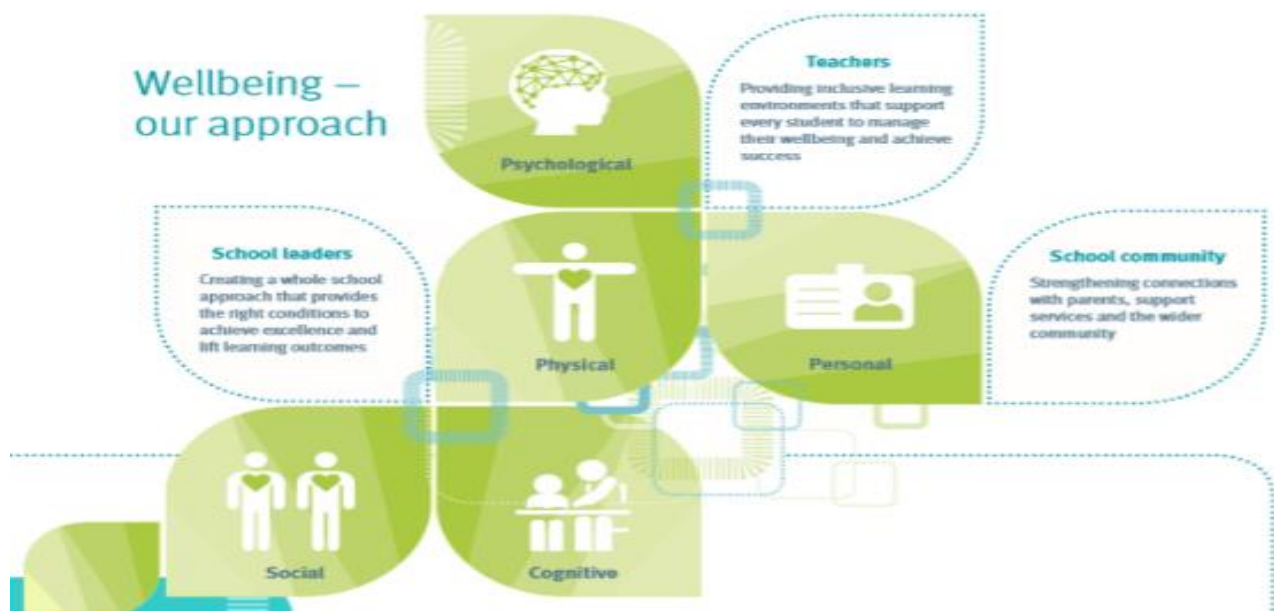 Wellbeing –
our approach
Psychological
Teachers
Providing inclusive learning
environments that support
every student to manage
their wellbeing and achieve
success
School leaders
Creating a whole school
approach that provides
the right conditions to
achieve excellence and
lift learning outcomes
Physical
Personal
School community
Strengthening connections
with parents, support
services and the wider
community
Social
Cognitive